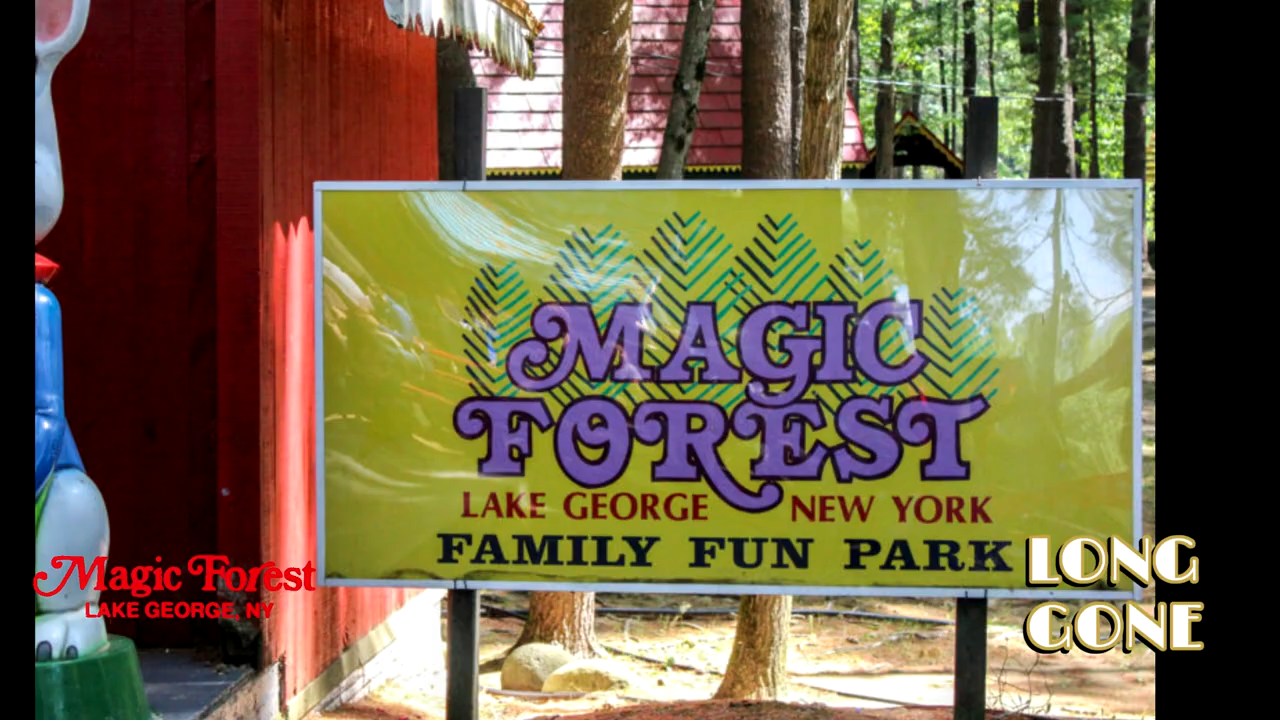 MAGIC
FOREST
LAKE GEORGE NEW YORK
FAMILY FUN PARK
Magic Forest
LAKE GEORGE, NY
LONG
GONE